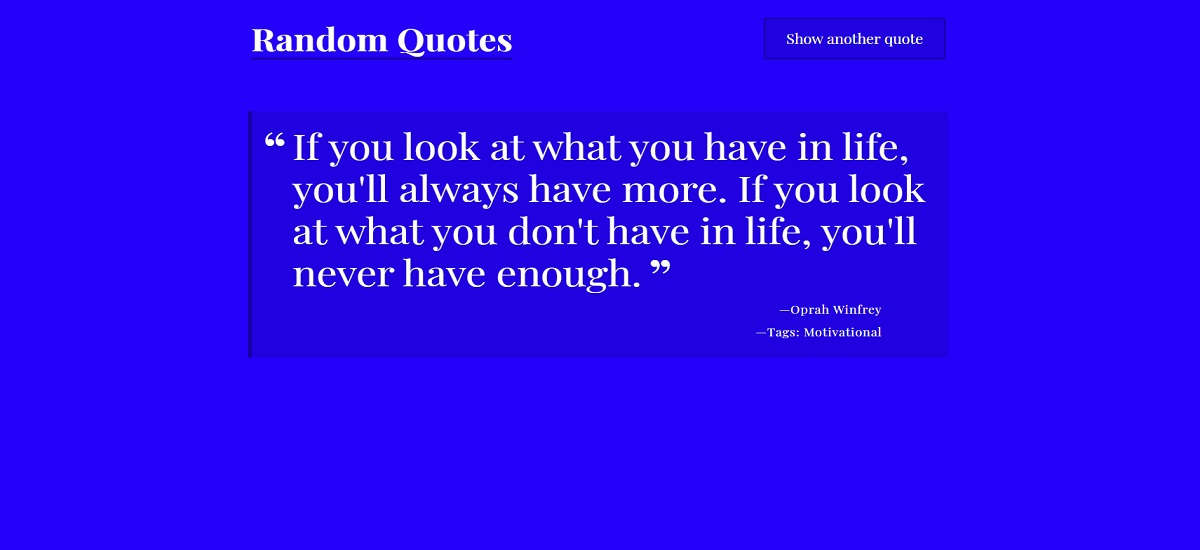 Random Quotes
Show another quote
“ If you look at what you have in life,
you'll always have more. If you look
at what you don't have in life, you'll
never have enough. ”
—Oprah Winfrey
—Tags: Motivational